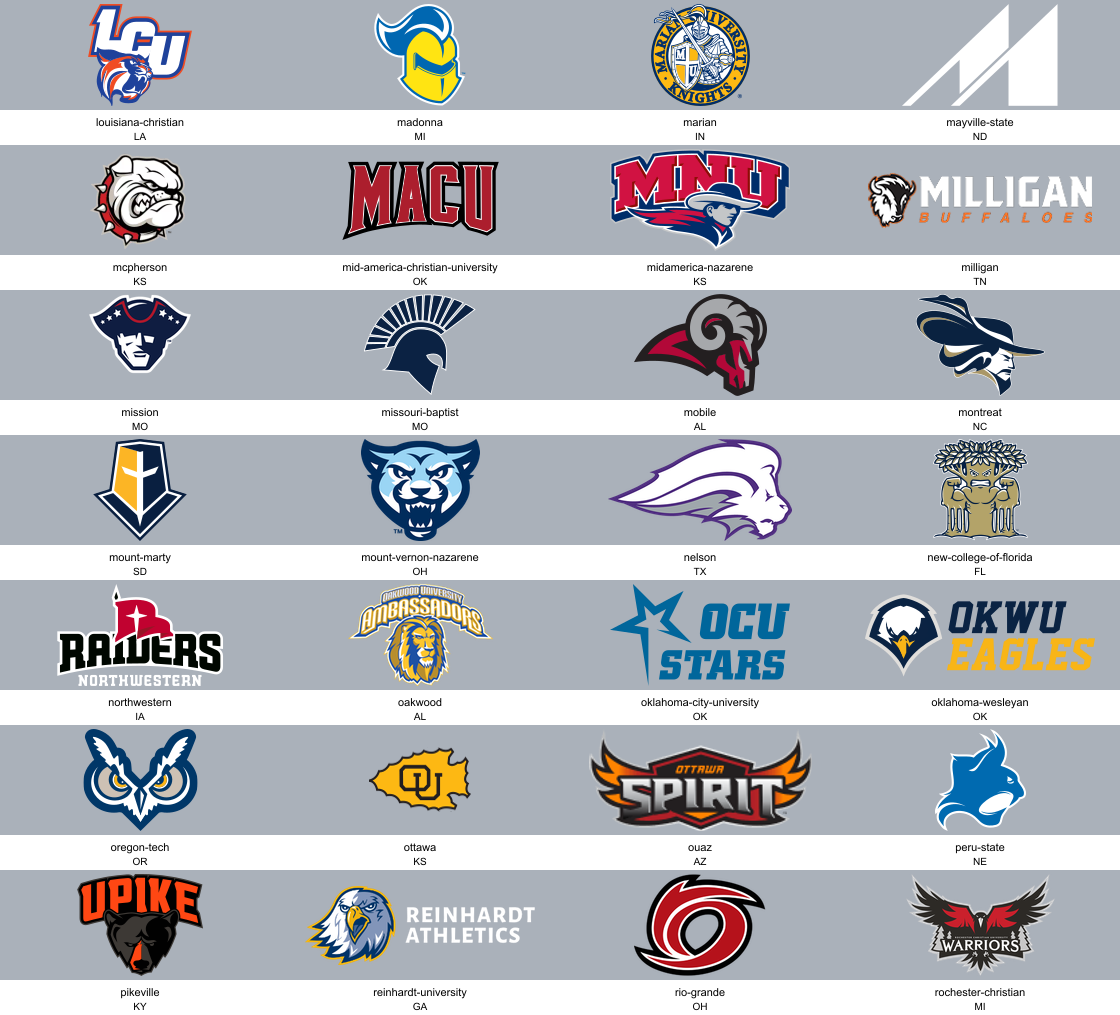 LCU
MARIAN UNIVERSITY
MU
KNIGHTS
louisiana-christian
LA
madonna
MI
marian
IN
mayville-state
ND
MACU
MNU
MILLIGAN
BUFFALOES
mcpherson
KS
mid-america-christian-university
OK
midamerica-nazarene
KS
milligan
TN
mission
MO
missouri-baptist
MO
mobile
AL
montreat
NC
TM
mount-marty
SD
mount-vernon-nazarene
OH
nelson
TX
new-college-of-florida
FL
RAIDERS
NORTHWESTERN
OAKWOOD UNIVERSITY
AMBASSADORS
OCU
STARS
OKWU
EAGLES
northwestern
IA
oakwood
AL
oklahoma-city-university
OK
oklahoma-wesleyan
OK
OU
OTTAWA
SPIRIT
oregon-tech
OR
ottawa
KS
ouaz
AZ
peru-state
NE
UPIKE
REINHARDT
ATHLETICS
WARRIORS
pikeville
KY
reinhardt-university
GA
rio-grande
OH
rochester-christian
MI